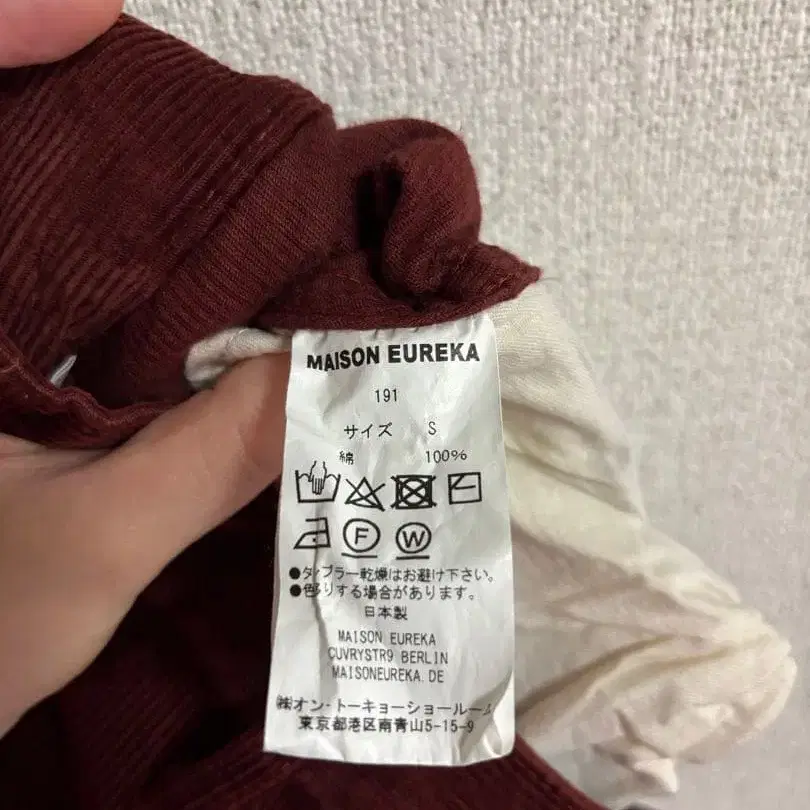 MAISON EUREKA
191
サイズ S
綿 100%
F W
●タンブラー乾燥はお避け下さい。
●色移りする場合があります。
日本製
MAISON EUREKA
CUVRYSTR9 BERLIN
MAISONEUREKA.DE
㈱オン・トーキョーショールーム
東京都港区南青山5-15-9